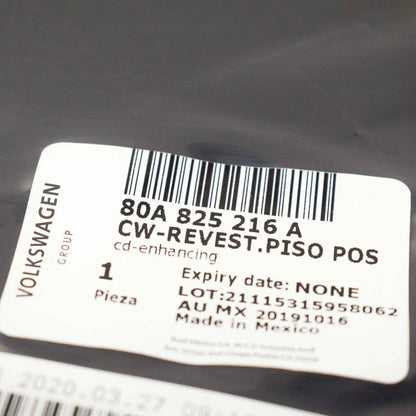 VOLKSWAGEN
GROUP
80A 825 216 A
CW-REVEST.PISO POS
cd-enhancing
1
Pieza
Expiry date: NONE
LOT:21115315958062
AU MX 20191016
Made in Mexico
2020.03.27